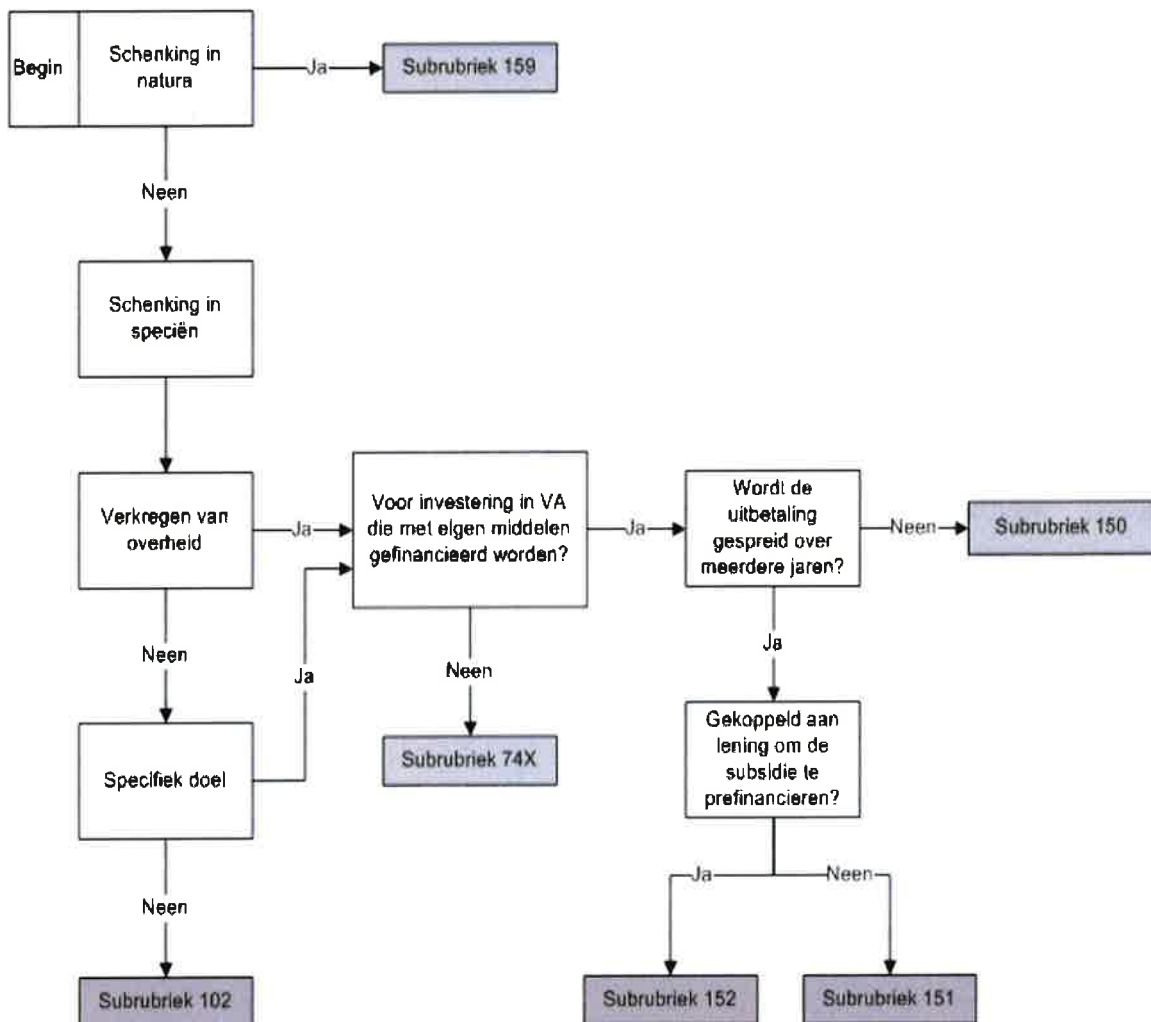 Begin
Schenking in
natura
Ja
Subrubriek 159
Neen
Schenking in
speciën
Verkregen van
overheid
Ja
Voor investering in VA
die met eigen middelen
gefinancieerd worden?
Ja
Wordt de
uitbetaling
gespreid over
meerdere jaren?
Neen
Subrubriek 150
Neen
Ja
Neen
Ja
Specifiek doel
Subrubriek 74X
Gekoppeld aan
lening om de
subsidie te
prefinancieren?
Neen
Ja
Neen
Subrubriek 102
Subrubriek 152
Subrubriek 151